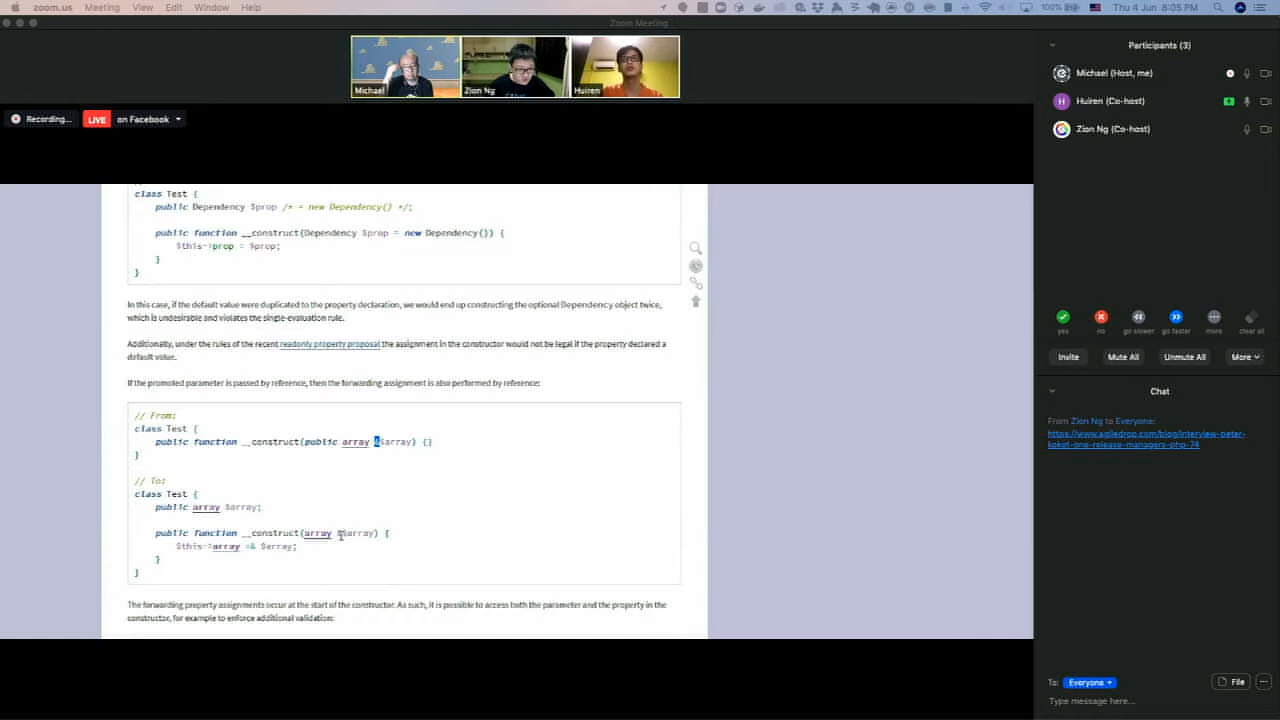 zoom.us Meeting View Edit Window Help
100% Thu 4 Jun 8:05 PM
Zoom Meeting
Michael
Zion Ng
Huiren
Recording...
LIVE on Facebook
class Test {
public Dependency $prop /* = new Dependency() */;
public function __construct(Dependency $prop = new Dependency()) {
$this->prop = $prop;
}
}
In this case, if the default value were duplicated to the property declaration, we would end up constructing the optional Dependency object twice,
which is undesirable and violates the single-evaluation rule.
Additionally, under the rules of the recent readonly property proposal the assignment in the constructor would not be legal if the property declared a
default value.
If the promoted parameter is passed by reference, then the forwarding assignment is also performed by reference:
// From:
class Test {
public function __construct(public array &$array) {}
}
// To:
class Test {
public array $array;
public function __construct(array &$array) {
$this->array =& $array;
}
}
The forwarding property assignments occur at the start of the constructor. As such, it is possible to access both the parameter and the property in the
constructor, for example to enforce additional validation:
Participants (3)
Michael (Host, me)
H Huiren (Co-host)
Zion Ng (Co-host)
yes no go slower go faster more clear all
Invite Mute All Unmute All More
Chat
From Zion Ng to Everyone:
https://www.agiledrop.com/blog/interview-peter-
kokot-one-release-managers-php-74
To: Everyone File
Type message here...